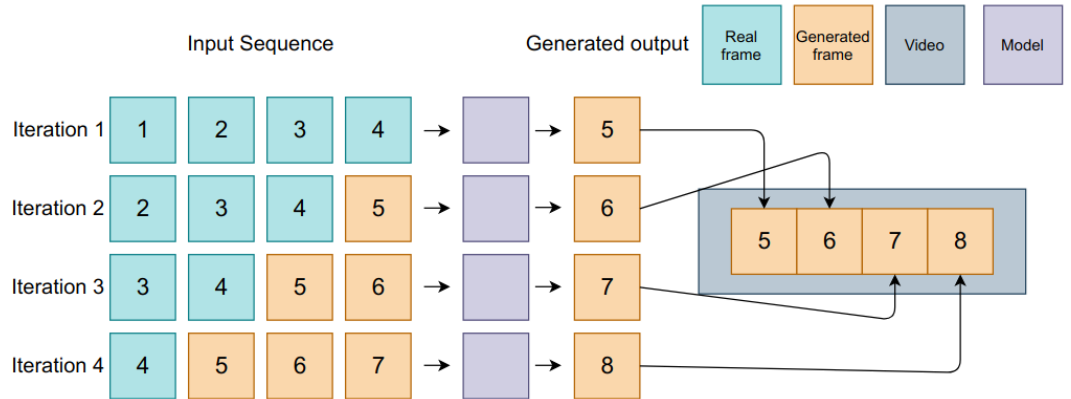 Input Sequence
Generated output
Real
frame
Generated
frame
Video
Model
Iteration 1
1
2
3
4
5
Iteration 2
2
3
4
5
6
5
6
7
8
Iteration 3
3
4
5
6
7
Iteration 4
4
5
6
7
8